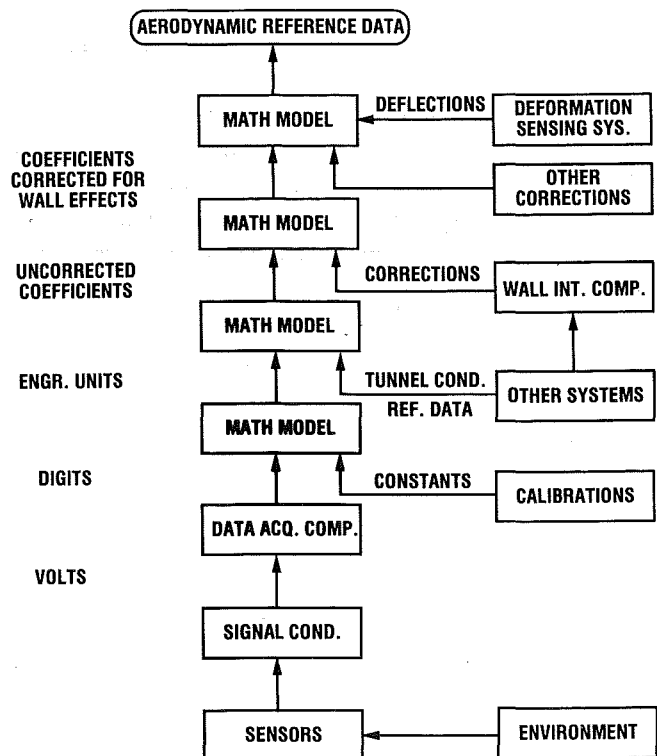 AERODYNAMIC REFERENCE DATA
MATH MODEL
DEFLECTIONS
DEFORMATION
SENSING SYS.
COEFFICIENTS
CORRECTED FOR
WALL EFFECTS
OTHER
CORRECTIONS
MATH MODEL
UNCORRECTED
COEFFICIENTS
CORRECTIONS
WALL INT. COMP.
MATH MODEL
ENGR. UNITS
TUNNEL COND.
REF. DATA
OTHER SYSTEMS
MATH MODEL
DIGITS
CONSTANTS
CALIBRATIONS
DATA ACQ. COMP.
VOLTS
SIGNAL COND.
SENSORS
ENVIRONMENT